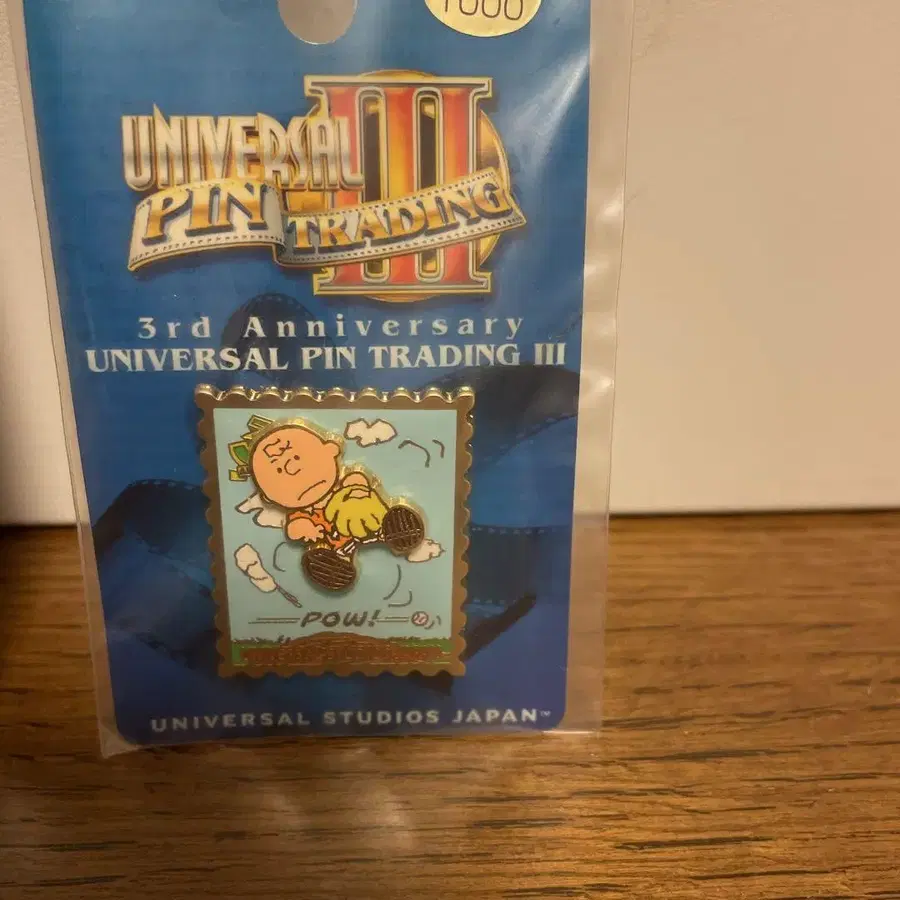 1000
UNIVERSAL
III
PIN TRADING
3rd Anniversary
UNIVERSAL PIN TRADING III
POW!
UNIVERSAL STUDIOS JAPAN™